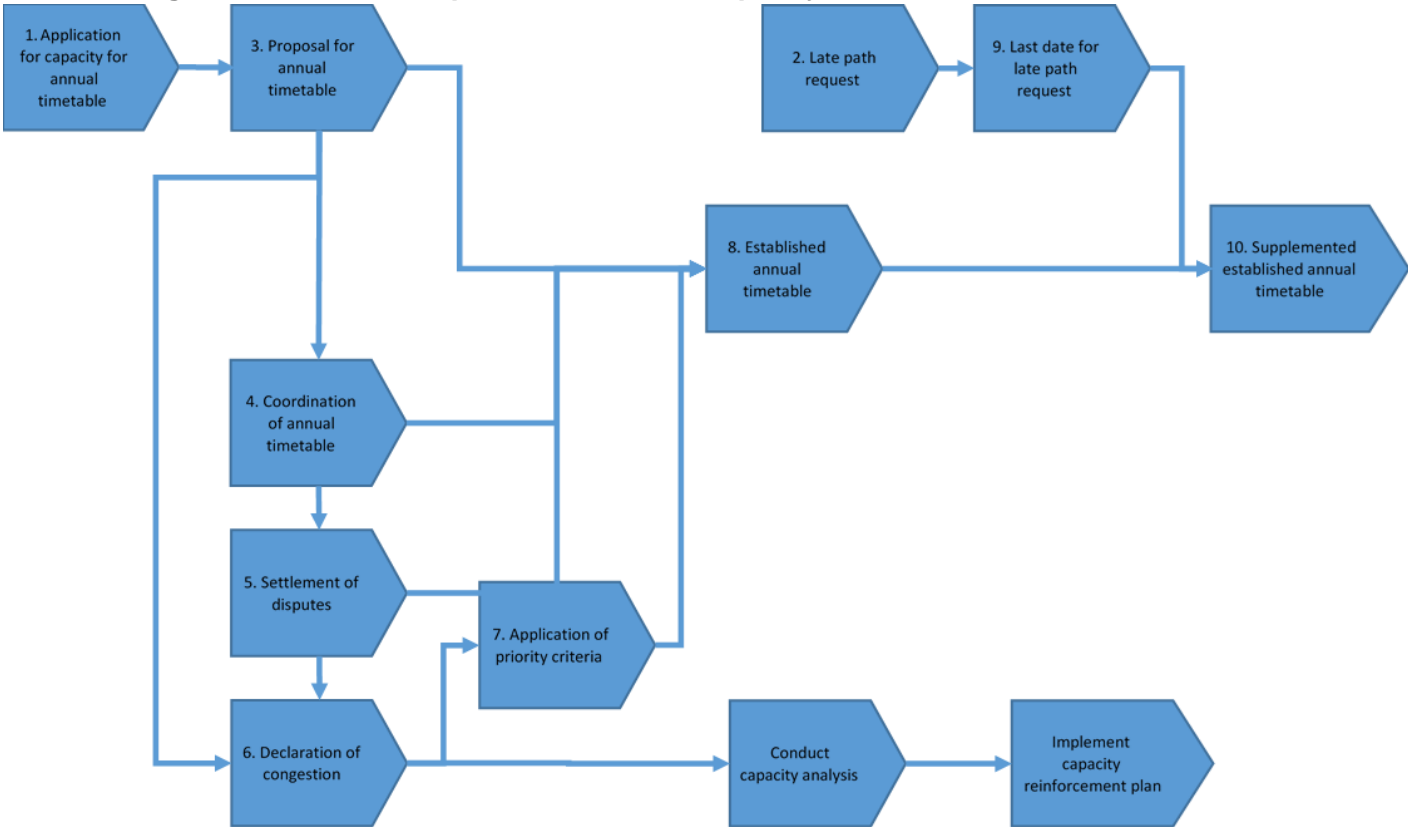 1. Application
for capacity for
annual
timetable
3. Proposal for
annual
timetable
2. Late path
request
9. Last date for
late path
request
8. Established
annual
timetable
10. Supplemented
established annual
timetable
4. Coordination
of annual
timetable
5. Settlement of
disputes
7. Application of
priority criteria
6. Declaration of
congestion
Conduct
capacity analysis
Implement
capacity
reinforcement plan